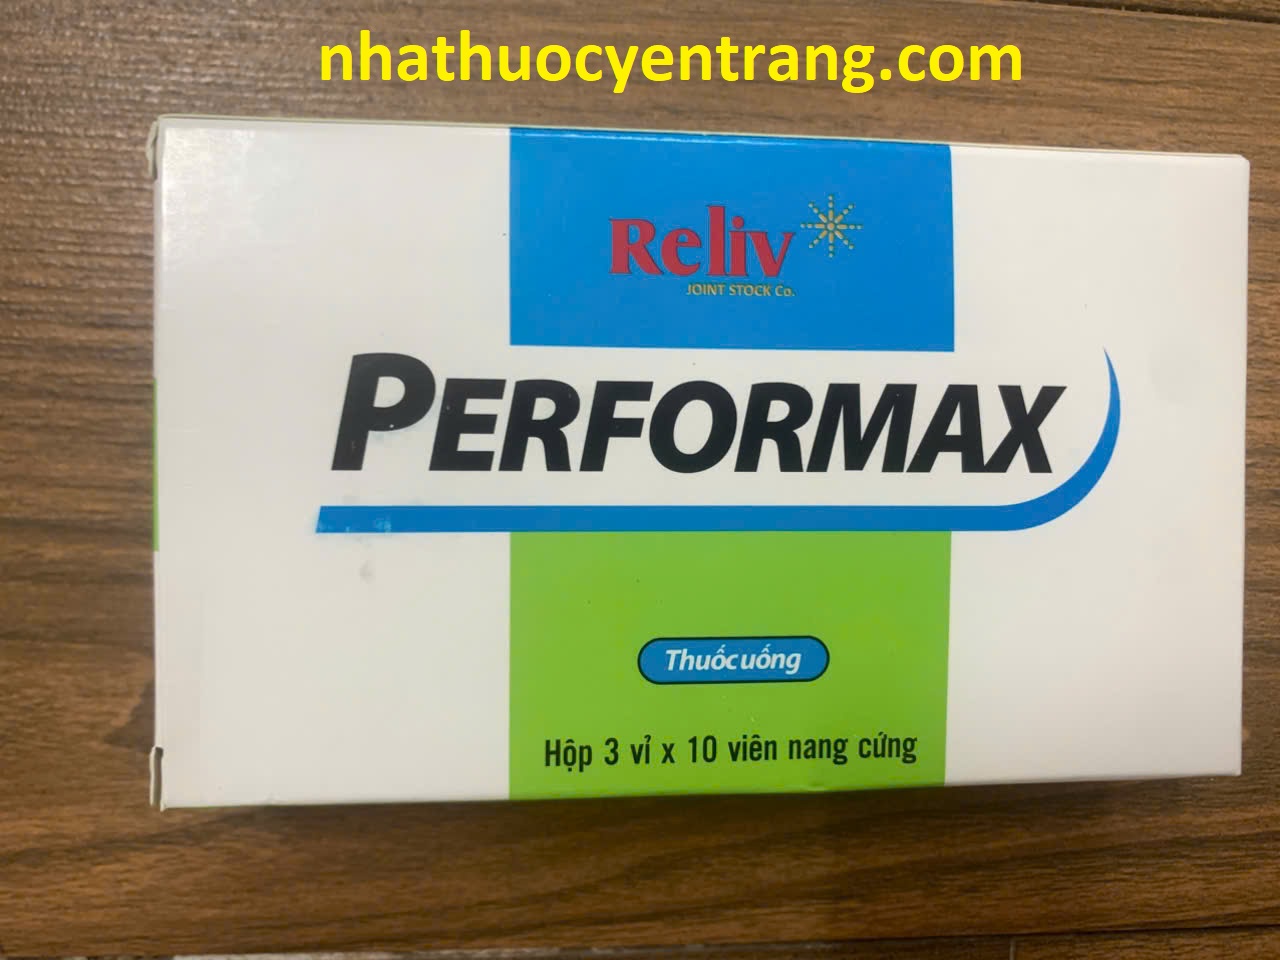 nhathuocyentrang.com
Reliv
JOINT STOCK Co.
PERFORMAX
Thuốc uống
Hộp 3 vỉ x 10 viên nang cứng